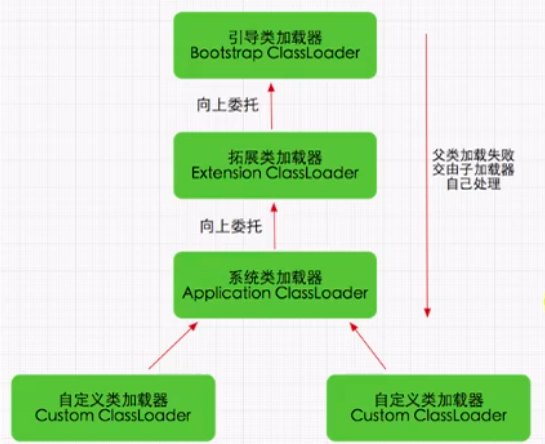 引导类加载器
Bootstrap ClassLoader
向上委托
拓展类加载器
Extension ClassLoader
父类加载失败
交由子加载器
自己处理
向上委托
系统类加载器
Application ClassLoader
自定义类加载器
Custom ClassLoader
自定义类加载器
Custom ClassLoader